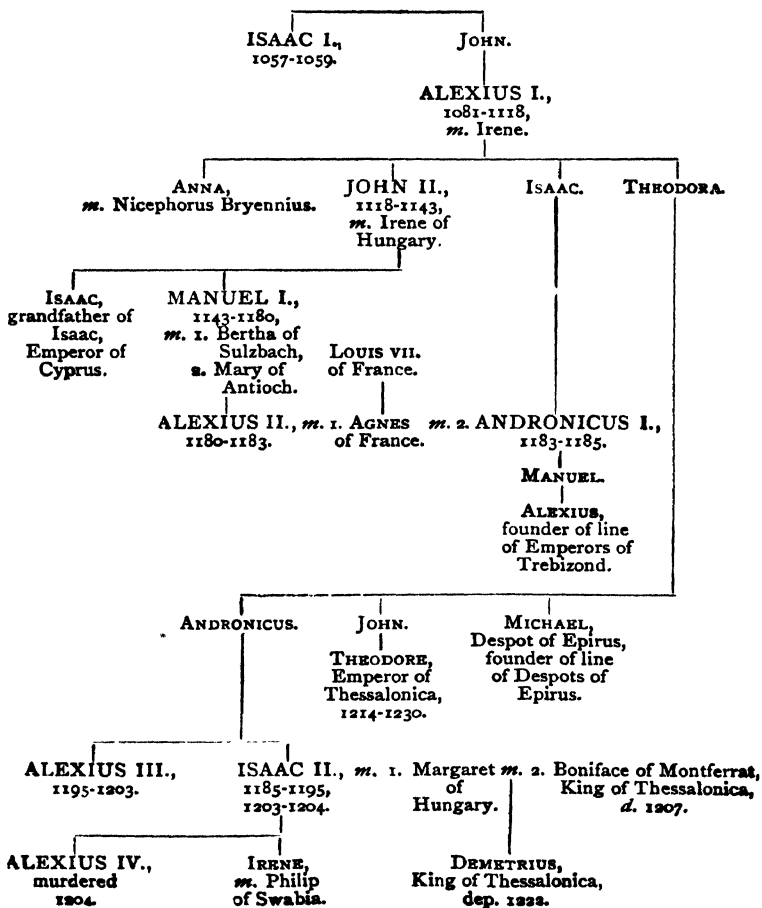 ISAAC I.,
1057-1059.
JOHN.
ALEXIUS I.,
1081-1118,
m. Irene.
ANNA,
m. Nicephorus Bryennius.
JOHN II.,
1118-1143,
m. Irene of
Hungary.
ISAAC.
THEODORA.
ISAAC,
grandfather of
Isaac,
Emperor of
Cyprus.
MANUEL I.,
1143-1180,
m. 1. Bertha of
Sulzbach,
2. Mary of
Antioch.
LOUIS VII.
of France.
ALEXIUS II., m. 1. AGNES m. 2. ANDRONICUS I.,
1180-1183. of France. 1183-1185.
MANUEL.
ALEXIUS,
founder of line
of Emperors of
Trebizond.
ANDRONICUS.
JOHN.
THEODORE,
Emperor of
Thessalonica,
1214-1230.
MICHAEL,
Despot of Epirus,
founder of line
of Despots of
Epirus.
ALEXIUS III.,
1195-1203.
ISAAC II., m. 1. Margaret m. 2. Boniface of Montferrat,
1185-1195, of King of Thessalonica,
1203-1204. Hungary. d. 1207.
ALEXIUS IV.,
murdered
1204.
IRENE,
m. Philip
of Swabia.
DEMETRIUS,
King of Thessalonica,
dep. 1222.